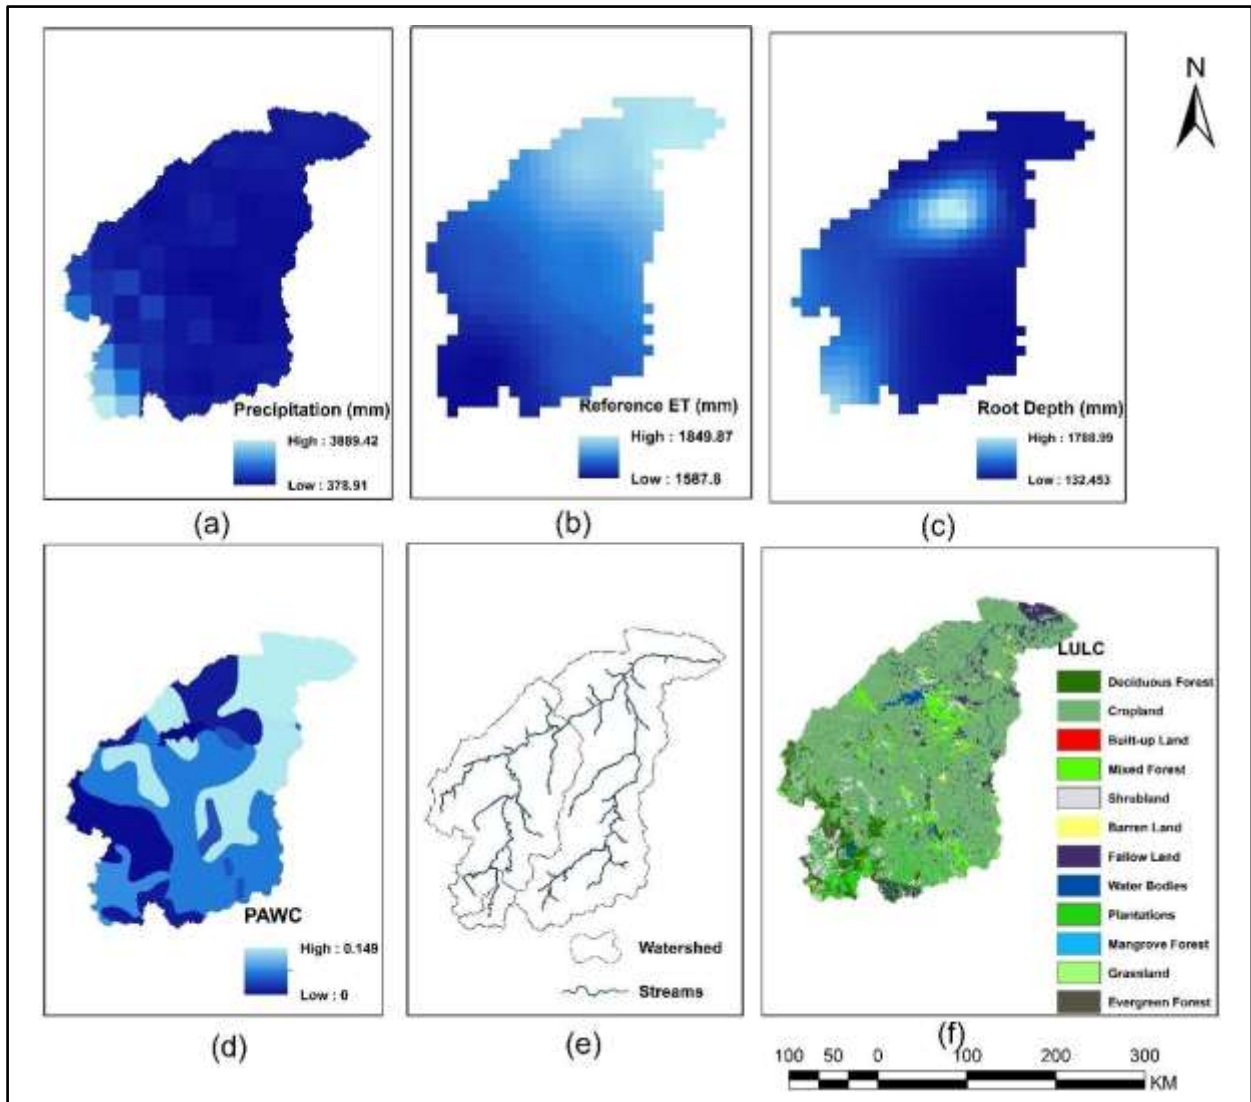 N
Precipitation (mm)
High : 3889.42
Low : 378.91
(a)
Reference ET (mm)
High : 1849.87
Low : 1587.8
(b)
Root Depth (mm)
High : 1788.99
Low : 132.453
(c)
PAWC
High : 0.149
Low : 0
(d)
Watershed
Streams
(e)
LULC
Deciduous Forest
Cropland
Built-up Land
Mixed Forest
Shrubland
Barren Land
Fallow Land
Water Bodies
Plantations
Mangrove Forest
Grassland
Evergreen Forest
(f)
100 50 0 100 200 300
KM